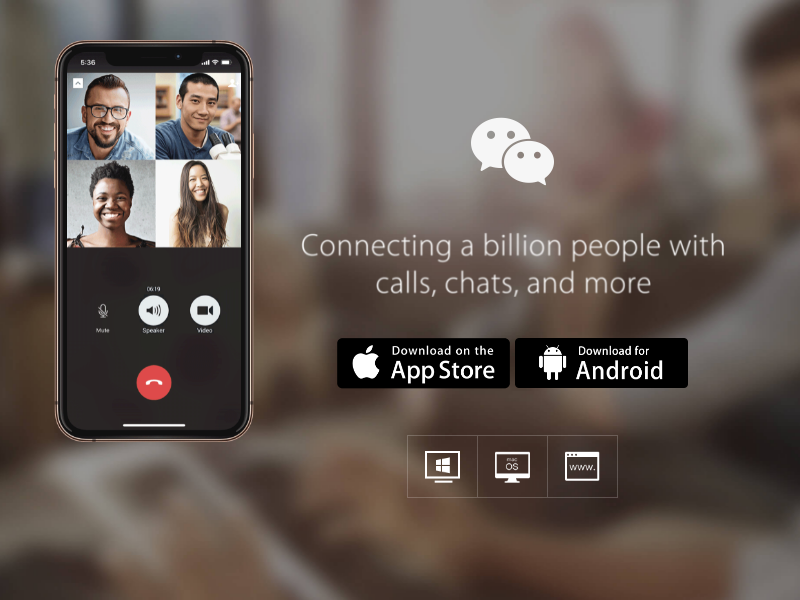 5:36
06:19
Mute
Speaker
Video
Connecting a billion people with
calls, chats, and more
Download on the
App Store
Download for
Android
mac
OS
www.